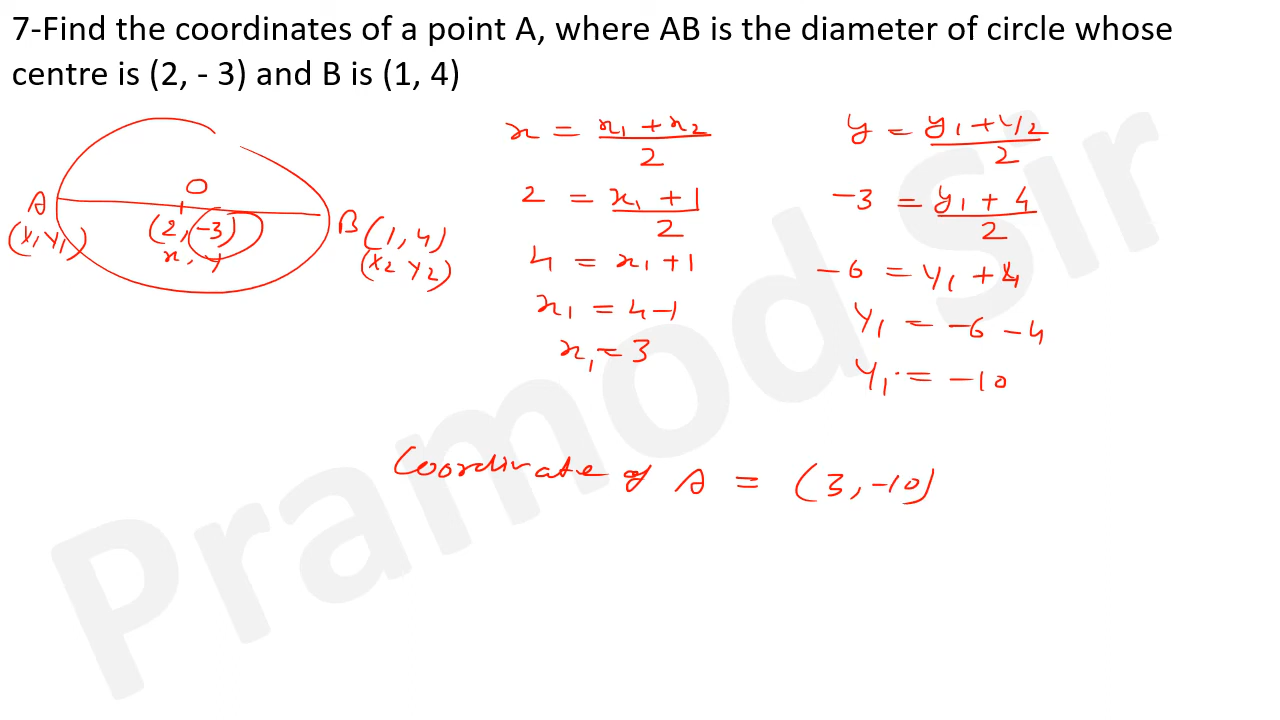 7-Find the coordinates of a point A, where AB is the diameter of circle whose
centre is (2, - 3) and B is (1, 4)
A
(x, y₁)
O
(2, -3)
x, y
B (1, 4)
(x₂ y₂)
x = x₁ + x₂ / 2
2 = x₁ + 1 / 2
4 = x₁ + 1
x₁ = 4 - 1
x₁ = 3
y = y₁ + y₂ / 2
-3 = y₁ + 4 / 2
-6 = y₁ + 4
y₁ = -6 - 4
y₁ = -10
Coordinate of A = (3, -10)
Pramod Sir